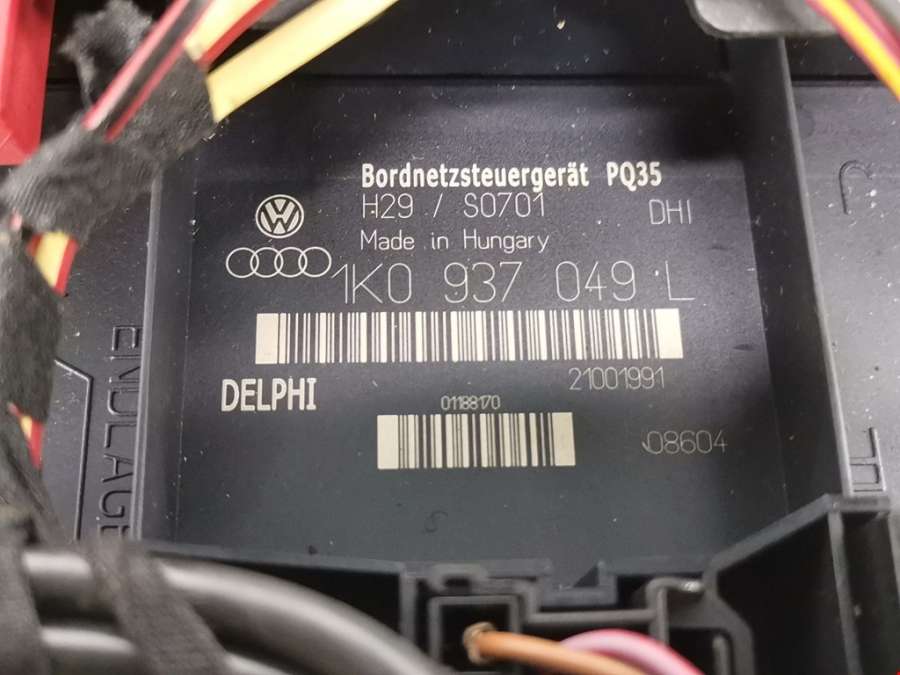 Bordnetzsteuergerät PQ35
H29 / S0701 DHI
Made in Hungary
1K0 937 049 L
21001991
DELPHI
01188170
08604